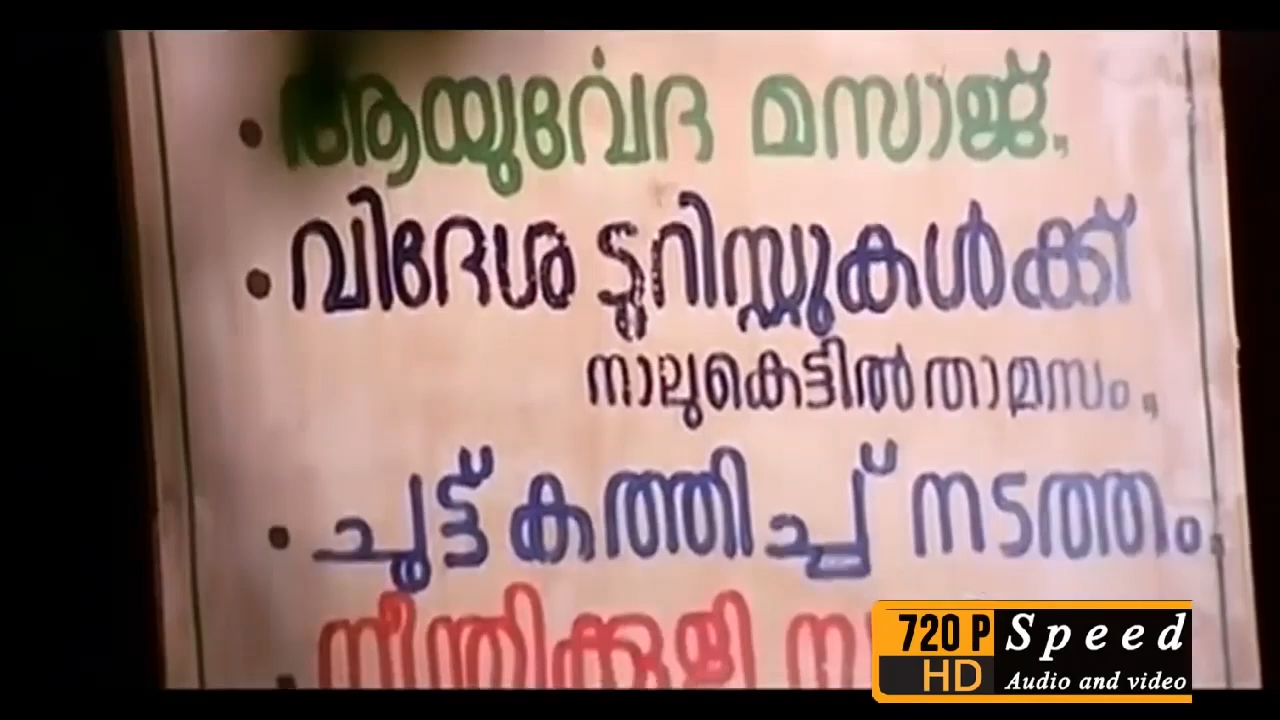 • ആയുർവേദ മസാജ്.,
• വിദേശ ടൂറിസ്റ്റുകൾക്ക്
നാലുകെട്ടിൽ താമസം.,,
• ചൂട്ട് കത്തിച്ച് നടത്തം.,
• നീന്തിക്കുളി
720 P Speed
HD Audio and video